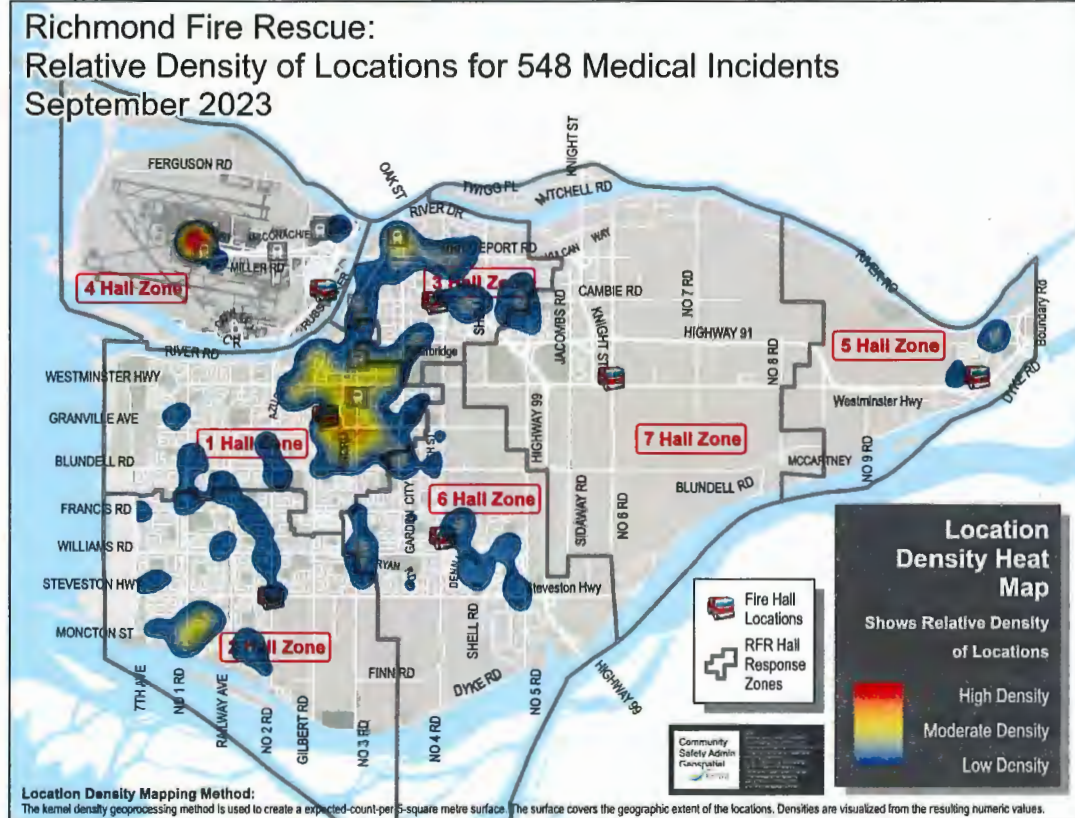 Richmond Fire Rescue:
Relative Density of Locations for 548 Medical Incidents
September 2023
KNIGHT ST
OAK ST
FERGUSON RD
TWIGG PL
MITCHELL RD
RIVER DR
MILLER RD
VULCAN WAY
4 Hall Zone
3 Hall Zone
CAMBIE RD
NO 7 RD
RIVER RD
Boundary Rd
JACOBS RD
KNIGHT ST
HIGHWAY 91
NO 8 RD
5 Hall Zone
RIVER RD
WESTMINSTER HWY
DYKE RD
Westminster Hwy
GRANVILLE AVE
HIGHWAY 99
1 Hall Zone
7 Hall Zone
BLUNDELL RD
MCCARTNEY
NO 9 RD
BLUNDELL RD
6 Hall Zone
FRANCIS RD
GARDEN CITY
SIDAWAY RD
NO 6 RD
WILLIAMS RD
RYAN
STEVESTON HWY
Steveston Hwy
MONCTON ST
2 Hall Zone
SHELL RD
FINN RD
DYKE RD
HIGHWAY 99
7TH AVE
NO 1 RD
RAILWAY AVE
NO 2 RD
GILBERT RD
NO 3 RD
NO 4 RD
NO 5 RD
Fire Hall
Locations
RFR Hall
Response
Zones
Community
Safety Admin
Geospatial
Location
Density Heat
Map
Shows Relative Density
of Locations
High Density
Moderate Density
Low Density
Location Density Mapping Method:
The kernel density geoprocessing method is used to create a expected-count-per 5-square metre surface. The surface covers the geographic extent of the locations. Densities are visualized from the resulting numeric values.